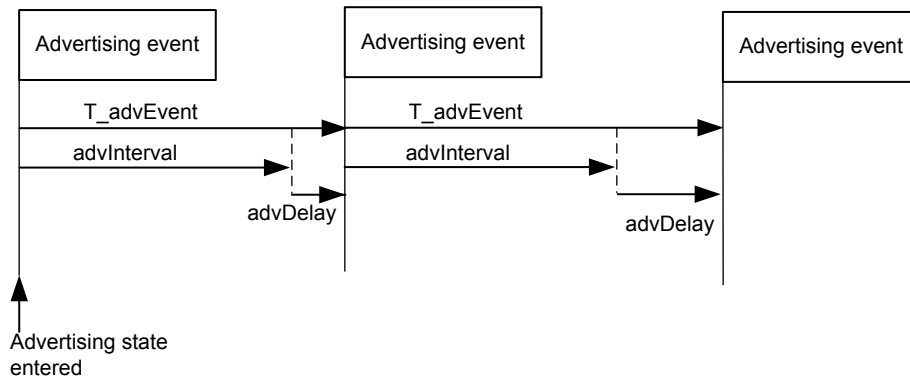 Advertising event
Advertising event
Advertising event
T_advEvent
T_advEvent
advInterval
advInterval
advDelay
advDelay
Advertising state
entered